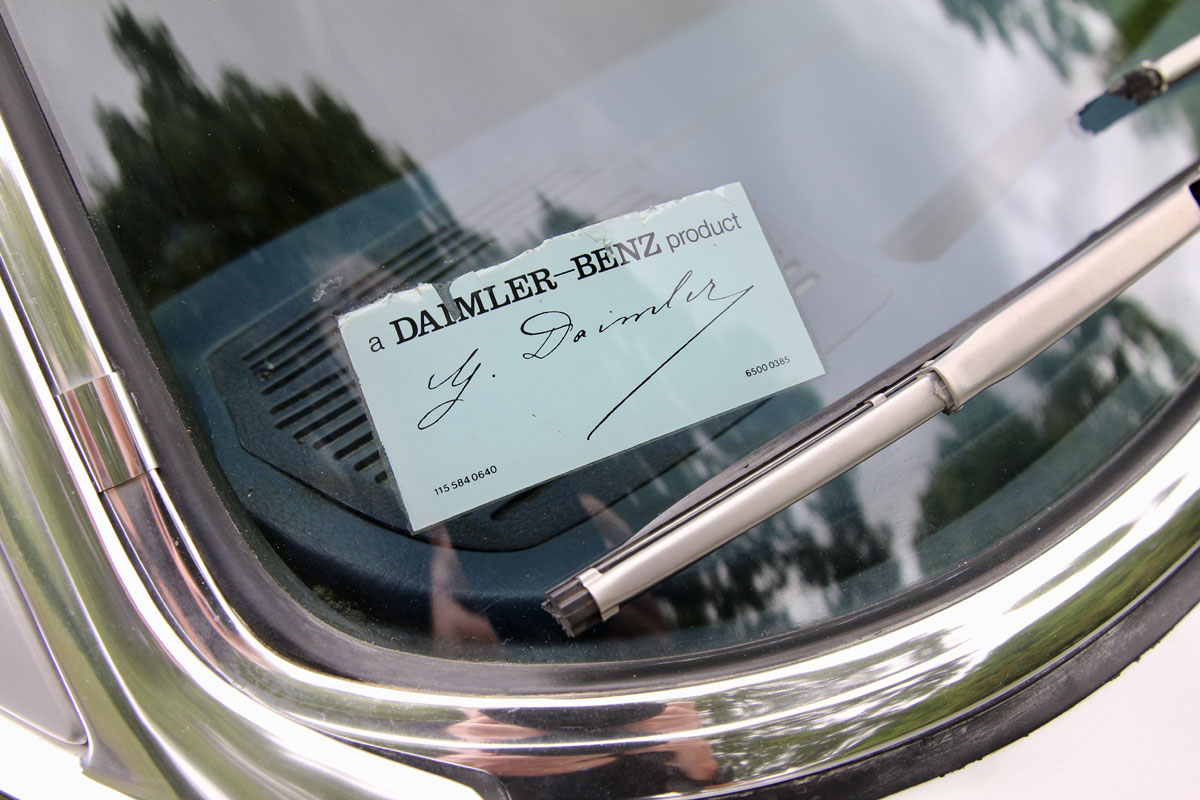 a DAIMLER–BENZ product
G. Daimler
6500 0385
115 584 0640